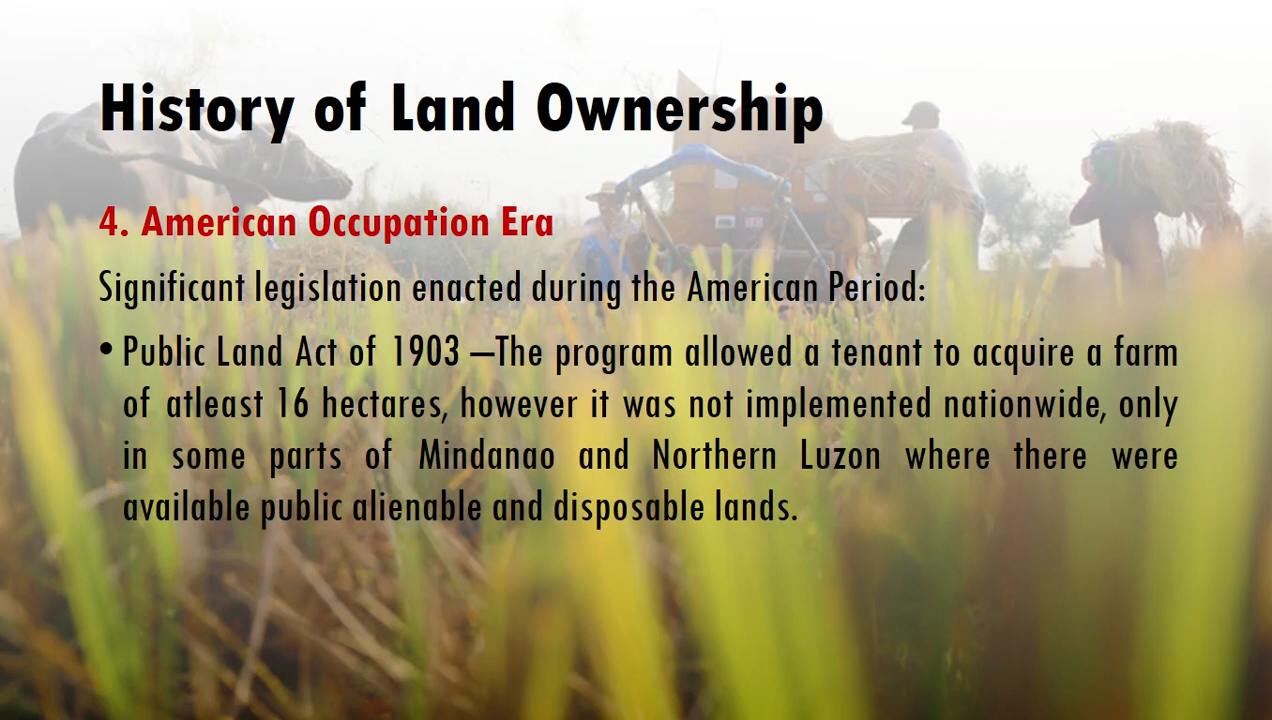 History of Land Ownership
4. American Occupation Era
Significant legislation enacted during the American Period:
• Public Land Act of 1903 –The program allowed a tenant to acquire a farm
of atleast 16 hectares, however it was not implemented nationwide, only
in some parts of Mindanao and Northern Luzon where there were
available public alienable and disposable lands.